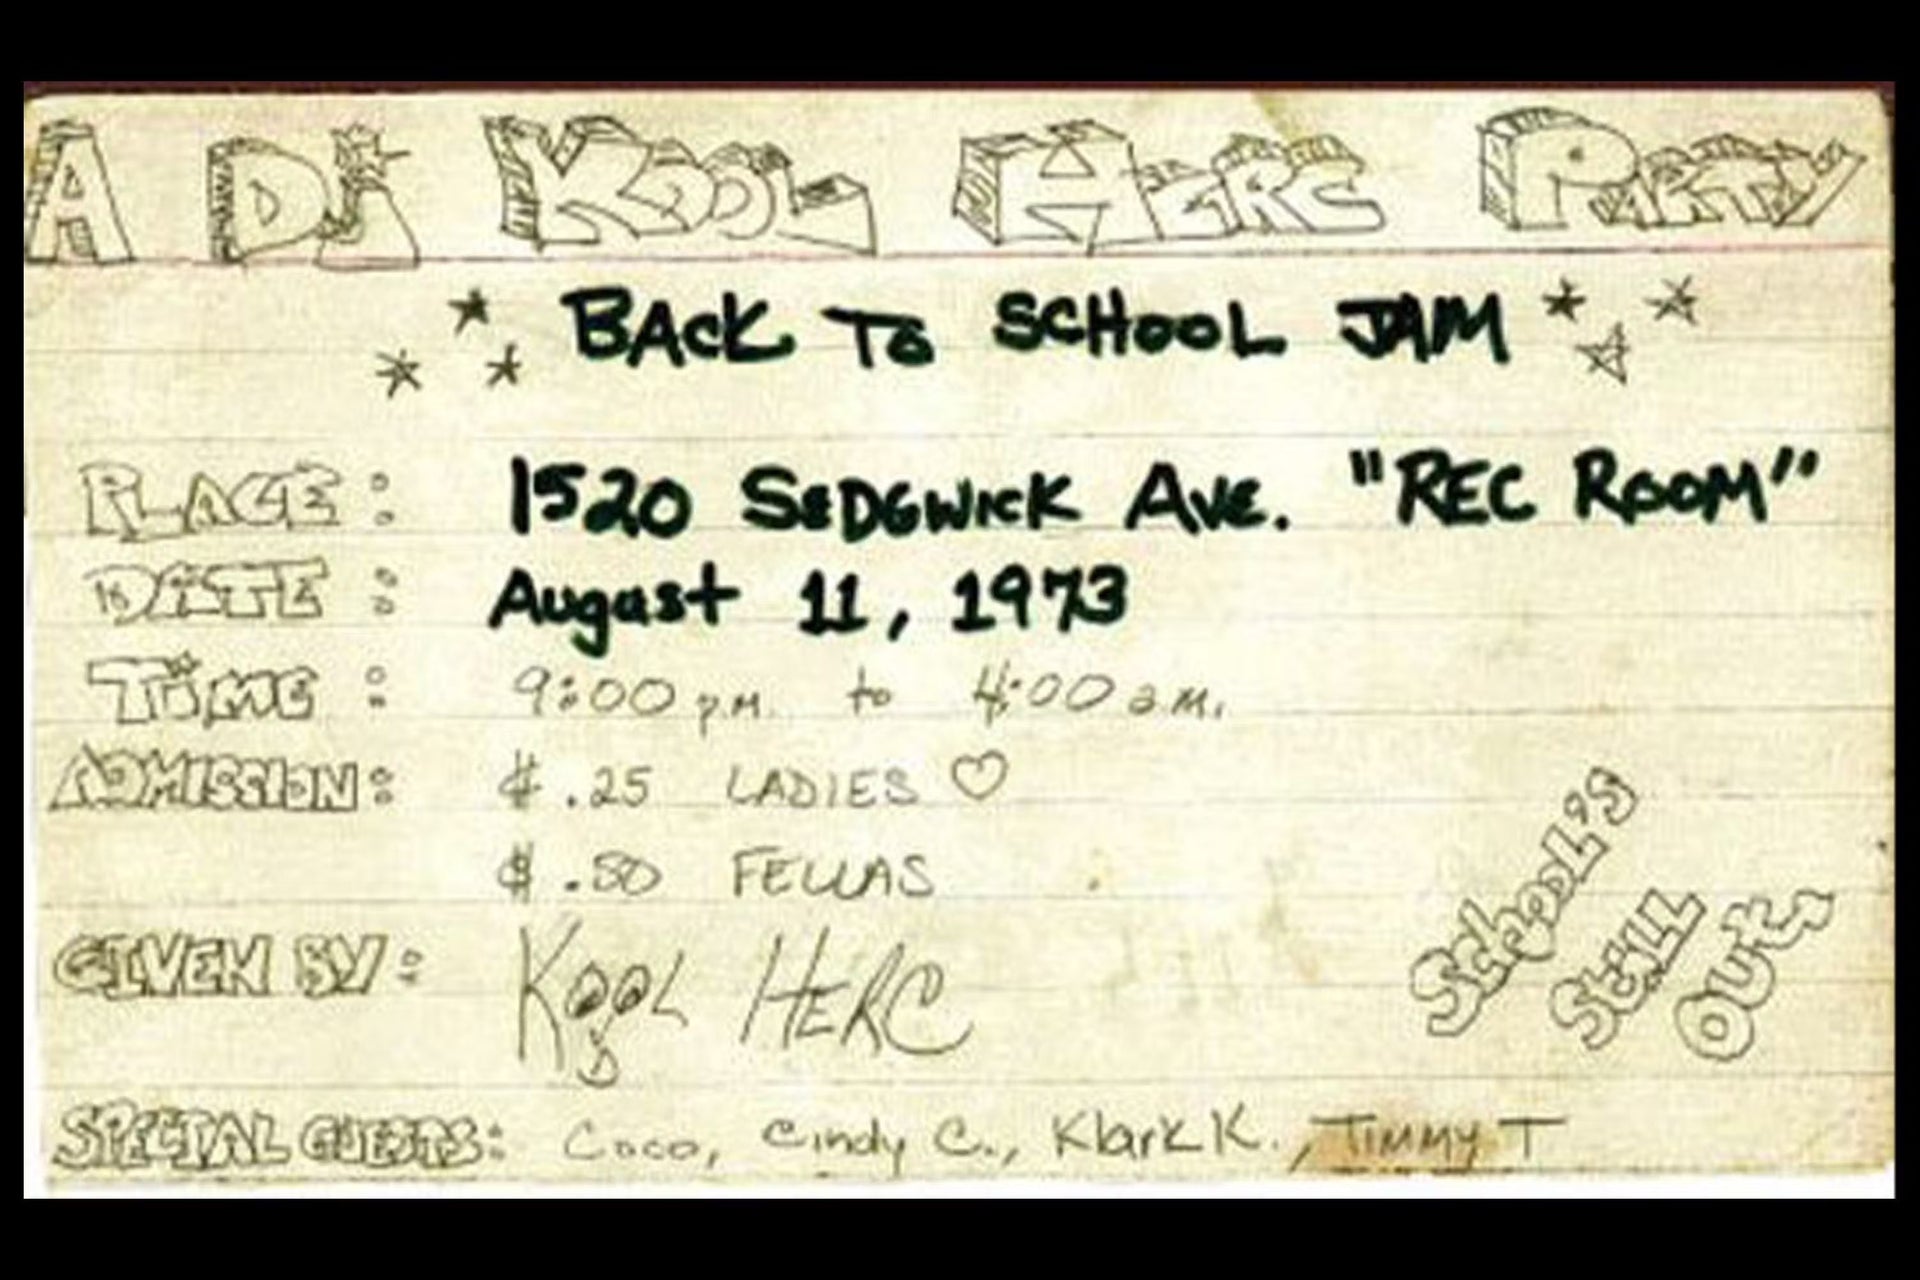 A DJ KOOL HERC PARTY
BACK TO SCHOOL JAM
PLACE: 1520 SEDGWICK AVE. "REC ROOM"
DATE: August 11, 1973
TIME: 9:00 p.m. to 4:00 a.m.
ADMISSION: $.25 LADIES ♡
$.50 FELLAS
GIVEN BY: KOOL HERC
SPECIAL GUESTS: Coco, Cindy C., Klark K., TIMMY T
School's
Still
Out,